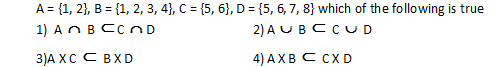 A = {1, 2}, B = {1, 2, 3, 4}, C = {5, 6}, D = {5, 6, 7, 8} which of the following is true
1) A ∩ B ⊂ C ∩ D 2) A ∪ B ⊂ C ∪ D
3)A X C ⊂ B X D 4) A X B ⊂ C X D